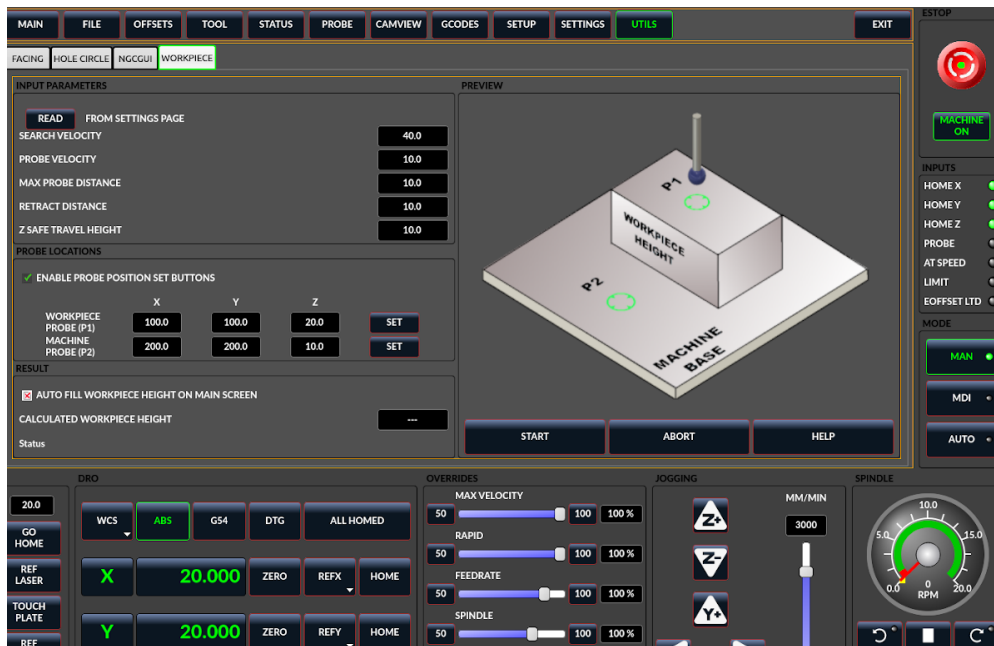 MAIN FILE OFFSETS TOOL STATUS PROBE CAMVIEW GCODES SETUP SETTINGS UTILS EXIT
FACING HOLE CIRCLE NGCGUI WORKPIECE
INPUT PARAMETERS
READ FROM SETTINGS PAGE
SEARCH VELOCITY 40.0
PROBE VELOCITY 10.0
MAX PROBE DISTANCE 10.0
RETRACT DISTANCE 10.0
Z SAFE TRAVEL HEIGHT 10.0
PROBE LOCATIONS
ENABLE PROBE POSITION SET BUTTONS
X Y Z
WORKPIECE
PROBE (P1) 100.0 100.0 20.0 SET
MACHINE
PROBE (P2) 200.0 200.0 10.0 SET
RESULT
AUTO FILL WORKPIECE HEIGHT ON MAIN SCREEN
CALCULATED WORKPIECE HEIGHT ---
Status
PREVIEW
P1
WORKPIECE
HEIGHT
P2
MACHINE
BASE
START ABORT HELP
ESTOP
MACHINE
ON
INPUTS
HOME X
HOME Y
HOME Z
PROBE
AT SPEED
LIMIT
EOFFSET LTD
MODE
MAN
MDI
AUTO
20.0
GO
HOME
REF
LASER
TOUCH
PLATE
REF
DRO
WCS ABS G54 DTG ALL HOMED
X 20.000 ZERO REFX HOME
Y 20.000 ZERO REFY HOME
OVERRIDES
MAX VELOCITY
50 100 100 %
RAPID
50 100 100 %
FEEDRATE
50 100 100 %
SPINDLE
50 100 100 %
JOGGING
Z+
Z-
Y+
MM/MIN
3000
SPINDLE
10.0
5.0 15.0
0.0 0 20.0
RPM